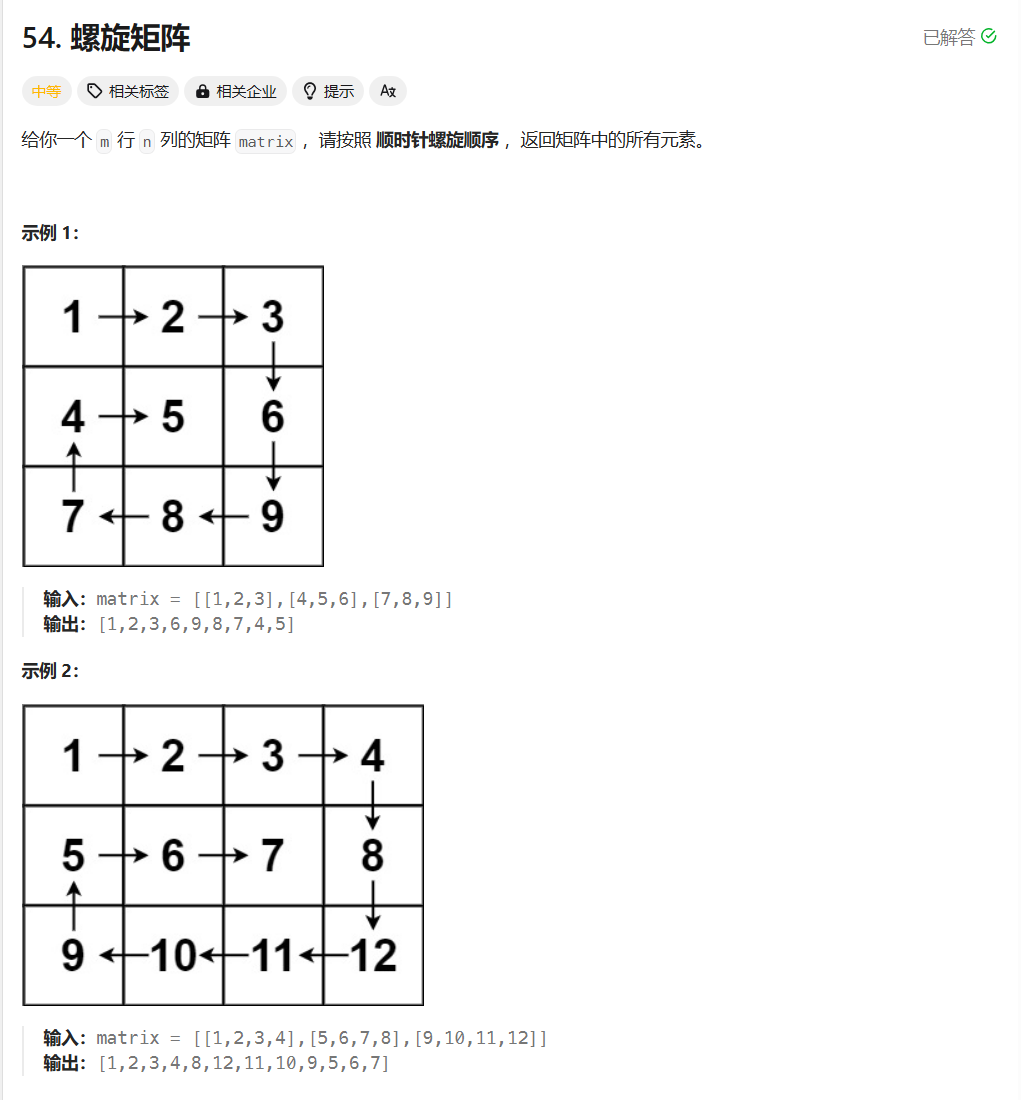 54. 螺旋矩阵
已解答
中等 相关标签 相关企业 提示 A文
给你一个 m 行 n 列的矩阵 matrix ，请按照 顺时针螺旋顺序 ，返回矩阵中的所有元素。
示例 1：
1 2 3
4 5 6
7 8 9
输入：matrix = [[1,2,3],[4,5,6],[7,8,9]]
输出：[1,2,3,6,9,8,7,4,5]
示例 2：
1 2 3 4
5 6 7 8
9 10 11 12
输入：matrix = [[1,2,3,4],[5,6,7,8],[9,10,11,12]]
输出：[1,2,3,4,8,12,11,10,9,5,6,7]